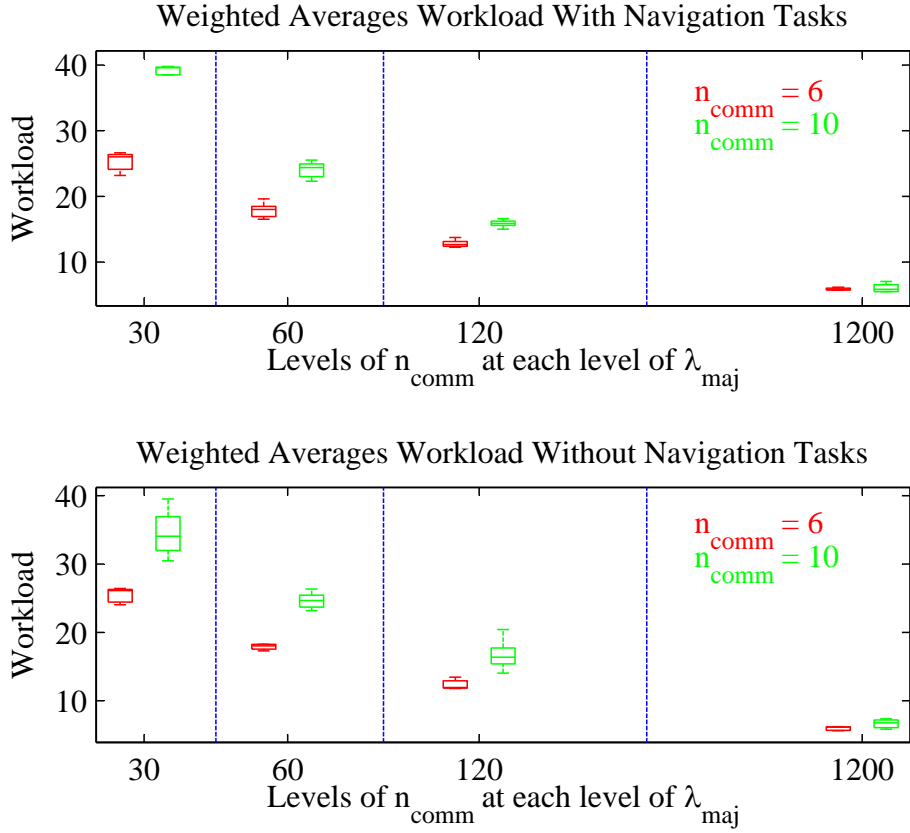 Weighted Averages Workload With Navigation Tasks
40
30
20
10
Workload
n_comm = 6
n_comm = 10
30 60 120 1200
Levels of n_comm at each level of λ_maj
Weighted Averages Workload Without Navigation Tasks
40
30
20
10
Workload
n_comm = 6
n_comm = 10
30 60 120 1200
Levels of n_comm at each level of λ_maj